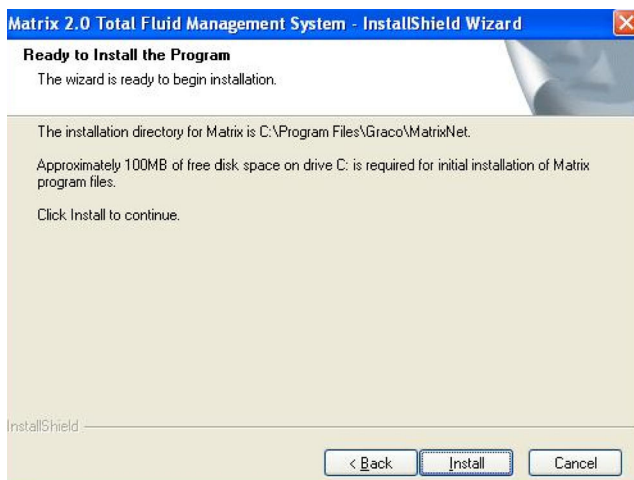 Matrix 2.0 Total Fluid Management System - InstallShield Wizard
Ready to Install the Program
The wizard is ready to begin installation.
The installation directory for Matrix is C:\Program Files\Graco\MatrixNet.
Approximately 100MB of free disk space on drive C: is required for initial installation of Matrix
program files.
Click Install to continue.
InstallShield
< Back
Install
Cancel